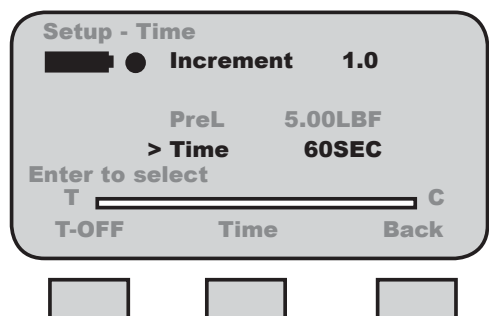 Setup - Time
Increment 1.0
PreL 5.00LBF
> Time 60SEC
Enter to select
T C
T-OFF Time Back